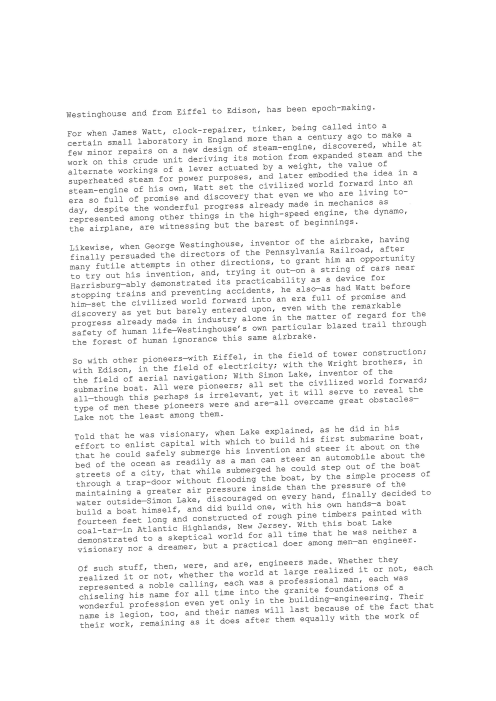 Westinghouse and from Eiffel to Edison, has been epoch-making.
For when James Watt, clock-repairer, tinker, being called into a
certain small laboratory in England more than a century ago to make a
few minor repairs on a new design of steam-engine, discovered, while at
work on this crude unit deriving its motion from expanded steam and the
alternate workings of a lever actuated by a weight, the value of
superheated steam for power purposes, and later embodied the idea in a
steam-engine of his own, Watt set the civilized world forward into an
era so full of promise and discovery that even we who are living to-
day, despite the wonderful progress already made in mechanics as
represented among other things in the high-speed engine, the dynamo,
the airplane, are witnessing but the barest of beginnings.
Likewise, when George Westinghouse, inventor of the airbrake, having
finally persuaded the directors of the Pennsylvania Railroad, after
many futile attempts in other directions, to grant him an opportunity
to try out his invention, and, trying it out—on a string of cars near
Harrisburg—ably demonstrated its practicability as a device for
stopping trains and preventing accidents, he also—as had Watt before
him—set the civilized world forward into an era full of promise and
discovery as yet but barely entered upon, even with the remarkable
progress already made in industry alone in the matter of regard for the
safety of human life—Westinghouse's own particular blazed trail through
the forest of human ignorance this same airbrake.
So with other pioneers—with Eiffel, in the field of tower construction;
with Edison, in the field of electricity; with the Wright brothers, in
the field of aerial navigation; With Simon Lake, inventor of the
submarine boat. All were pioneers; all set the civilized world forward;
all—though this perhaps is irrelevant, yet it will serve to reveal the
type of men these pioneers were and are—all overcame great obstacles—
Lake not the least among them.
Told that he was visionary, when Lake explained, as he did in his
effort to enlist capital with which to build his first submarine boat,
that he could safely submerge his invention and steer it about on the
bed of the ocean as readily as a man can steer an automobile about the
streets of a city, that while submerged he could step out of the boat
through a trap-door without flooding the boat, by the simple process of
maintaining a greater air pressure inside than the pressure of the
water outside—Simon Lake, discouraged on every hand, finally decided to
build a boat himself, and did build one, with his own hands—a boat
fourteen feet long and constructed of rough pine timbers painted with
coal-tar—in Atlantic Highlands, New Jersey. With this boat Lake
demonstrated to a skeptical world for all time that he was neither a
visionary nor a dreamer, but a practical doer among men—an engineer.
Of such stuff, then, were, and are, engineers made. Whether they
realized it or not, whether the world at large realized it or not, each
represented a noble calling, each was a professional man, each was
chiseling his name for all time into the granite foundations of a
wonderful profession even yet only in the building—engineering. Their
name is legion, too, and their names will last because of the fact that
their work, remaining as it does after them equally with the work of